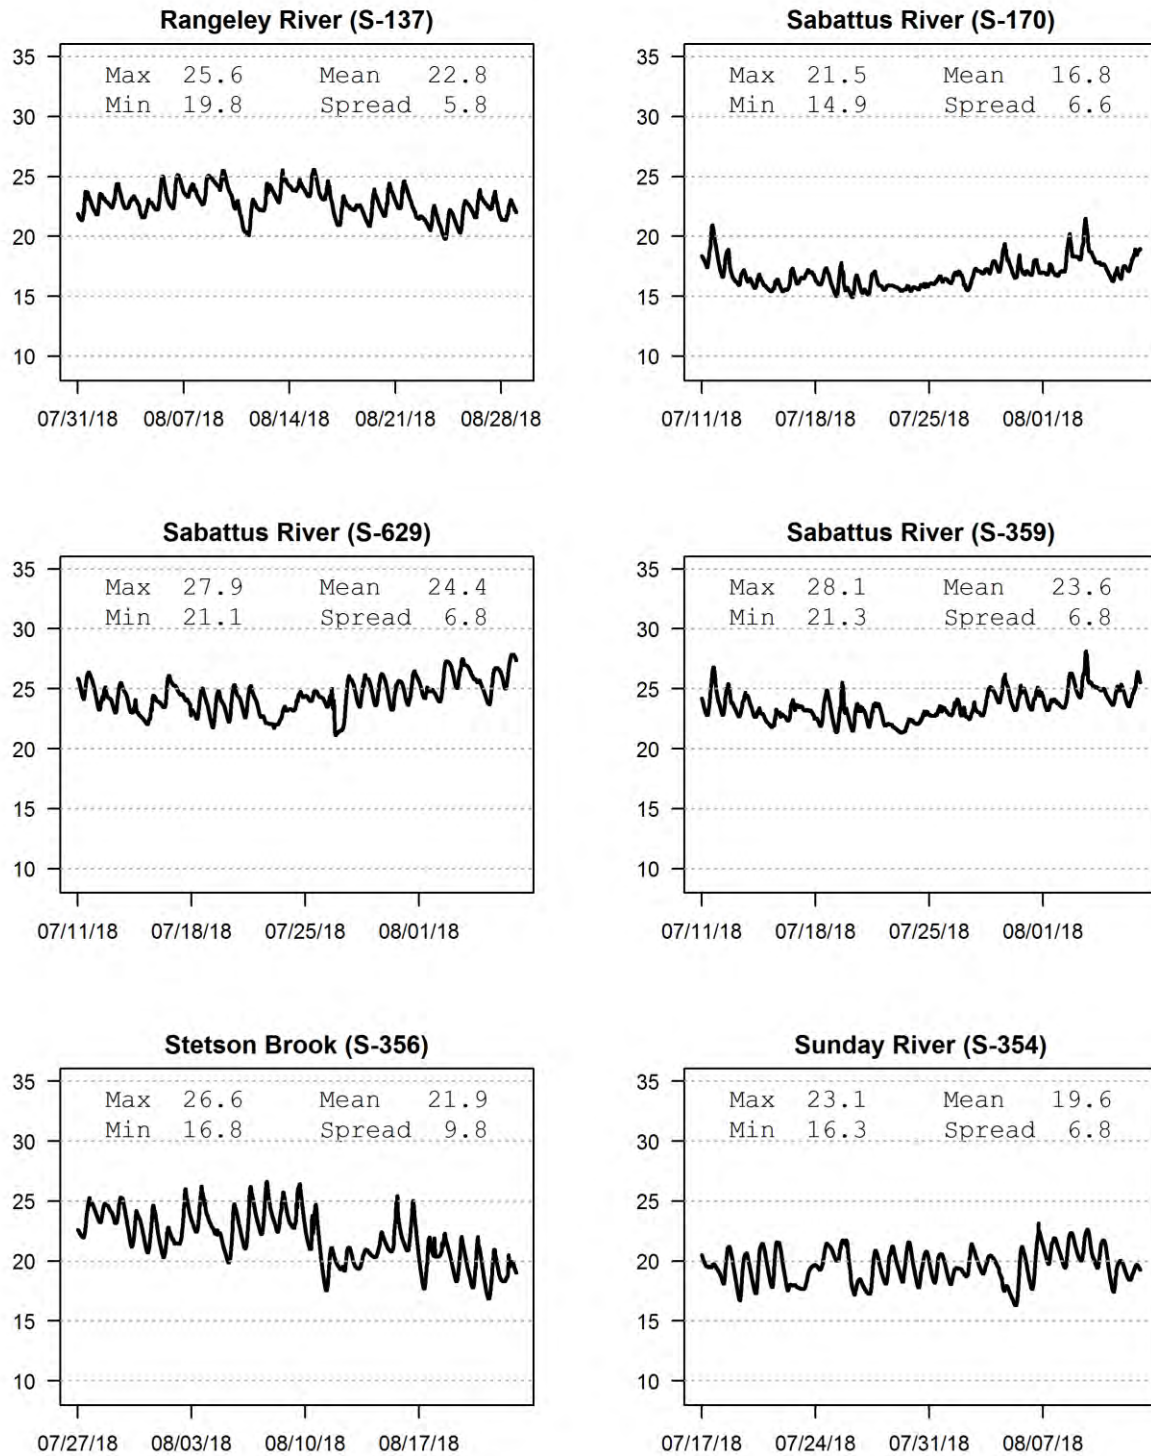 Rangeley River (S-137)
Sabattus River (S-170)
35
Max 25.6 Mean 22.8
Min 19.8 Spread 5.8
30
25
20
15
10
07/31/18 08/07/18 08/14/18 08/21/18 08/28/18
35
Max 21.5 Mean 16.8
Min 14.9 Spread 6.6
30
25
20
15
10
07/11/18 07/18/18 07/25/18 08/01/18
Sabattus River (S-629)
Sabattus River (S-359)
35
Max 27.9 Mean 24.4
Min 21.1 Spread 6.8
30
25
20
15
10
07/11/18 07/18/18 07/25/18 08/01/18
35
Max 28.1 Mean 23.6
Min 21.3 Spread 6.8
30
25
20
15
10
07/11/18 07/18/18 07/25/18 08/01/18
Stetson Brook (S-356)
Sunday River (S-354)
35
Max 26.6 Mean 21.9
Min 16.8 Spread 9.8
30
25
20
15
10
07/27/18 08/03/18 08/10/18 08/17/18
35
Max 23.1 Mean 19.6
Min 16.3 Spread 6.8
30
25
20
15
10
07/17/18 07/24/18 07/31/18 08/07/18